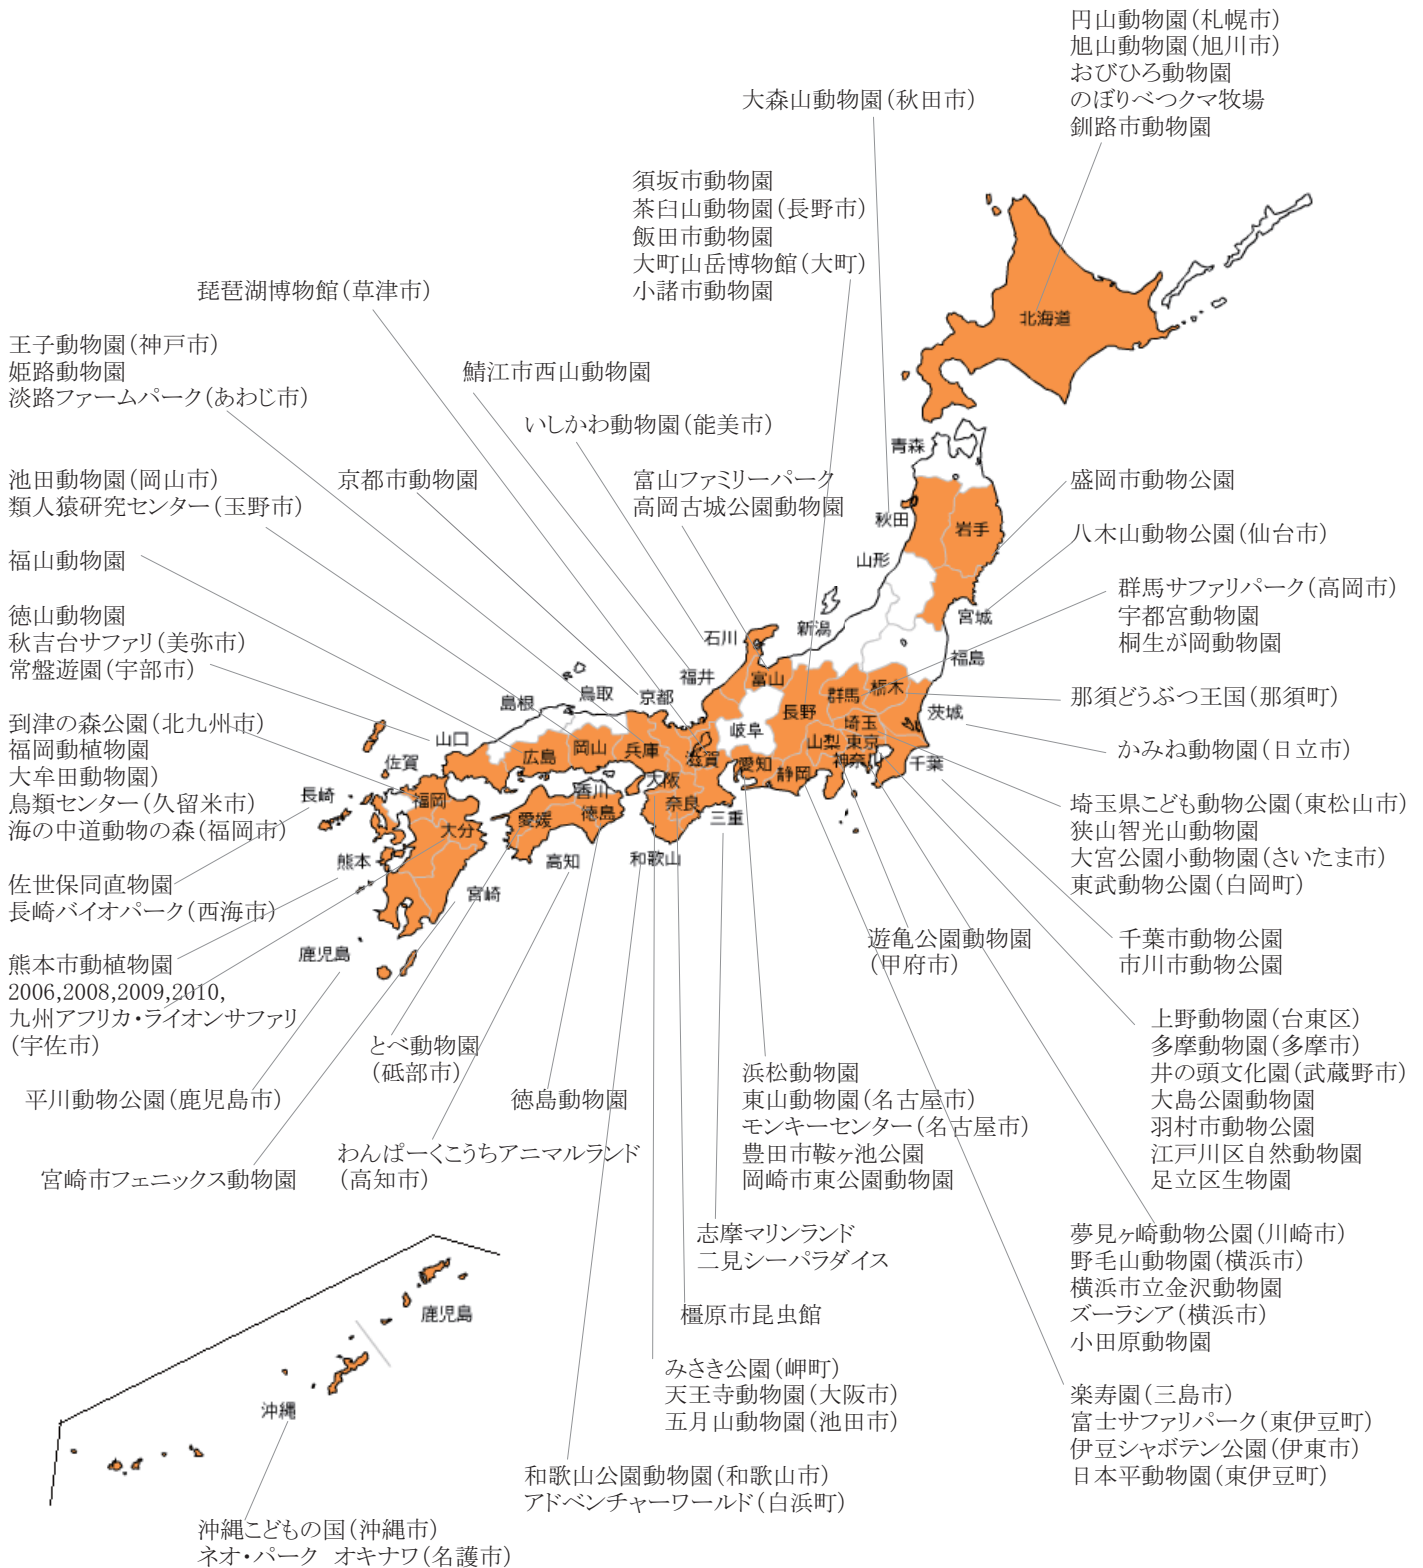 円山動物園(札幌市)
旭山動物園(旭川市)
おびひろ動物園
のぼりべつクマ牧場
釧路市動物園
大森山動物園(秋田市)
須坂市動物園
茶臼山動物園(長野市)
飯田市動物園
大町山岳博物館(大町)
小諸市動物園
琵琶湖博物館(草津市)
王子動物園(神戸市)
姫路動物園
淡路ファームパーク(あわじ市)
鯖江市西山動物園
いしかわ動物園(能美市)
池田動物園(岡山市)
類人猿研究センター(玉野市)
京都市動物園
富山ファミリーパーク
高岡古城公園動物園
盛岡市動物公園
八木山動物公園(仙台市)
福山動物園
群馬サファリパーク(高岡市)
宇都宮動物園
桐生が岡動物園
徳山動物園
秋吉台サファリ(美弥市)
常盤遊園(宇部市)
那須どうぶつ王国(那須町)
かみね動物園(日立市)
到津の森公園(北九州市)
福岡動植物園
大牟田動物園)
鳥類センター(久留米市)
海の中道動物の森(福岡市)
埼玉県こども動物公園(東松山市)
狭山智光山動物園
大宮公園小動物園(さいたま市)
東武動物公園(白岡町)
佐世保同直物園
長崎バイオパーク(西海市)
熊本市動植物園
2006,2008,2009,2010,
九州アフリカ・ライオンサファリ
(宇佐市)
遊亀公園動物園
(甲府市)
千葉市動物公園
市川市動物公園
上野動物園(台東区)
多摩動物園(多摩市)
井の頭文化園(武蔵野市)
大島公園動物園
羽村市動物公園
江戸川区自然動物園
足立区生物園
とべ動物園
(砥部市)
平川動物公園(鹿児島市)
徳島動物園
浜松動物園
東山動物園(名古屋市)
モンキーセンター(名古屋市)
豊田市鞍ヶ池公園
岡崎市東公園動物園
わんぱーくこうちアニマルランド
(高知市)
宮崎市フェニックス動物園
志摩マリンランド
二見シーパラダイス
夢見ヶ崎動物公園(川崎市)
野毛山動物園(横浜市)
横浜市立金沢動物園
ズーラシア(横浜市)
小田原動物園
橿原市昆虫館
みさき公園(岬町)
天王寺動物園(大阪市)
五月山動物園(池田市)
楽寿園(三島市)
富士サファリパーク(東伊豆町)
伊豆シャボテン公園(伊東市)
日本平動物園(東伊豆町)
和歌山公園動物園(和歌山市)
アドベンチャーワールド(白浜町)
沖縄こどもの国(沖縄市)
ネオ・パーク オキナワ(名護市)
北海道
青森
秋田
岩手
山形
宮城
新潟
福島
石川
富山
福井
群馬
栃木
茨城
長野
埼玉
岐阜
山梨
東京
神奈川
千葉
愛知
静岡
滋賀
京都
鳥取
島根
山口
広島
岡山
兵庫
大阪
奈良
三重
和歌山
香川
徳島
愛媛
高知
佐賀
長崎
福岡
大分
熊本
宮崎
鹿児島
鹿児島
沖縄